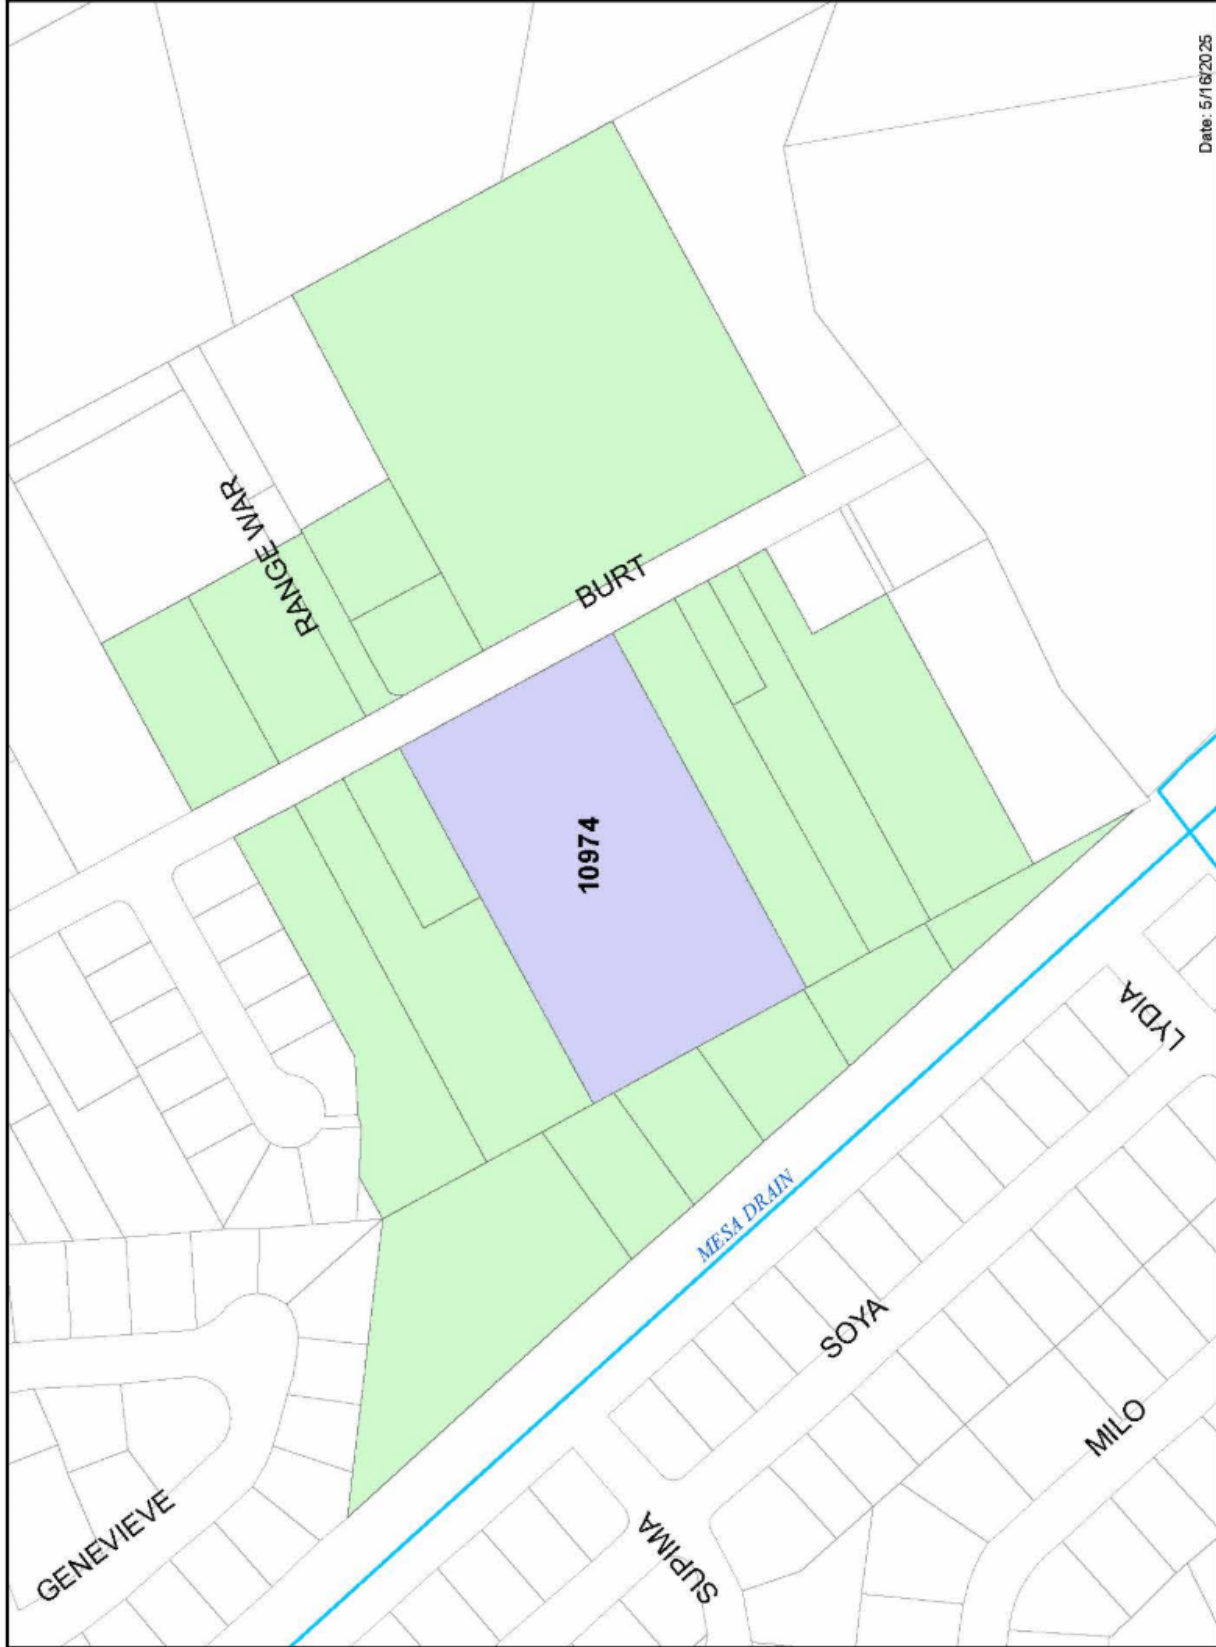 Date: 5/16/2025
RANGE WAR
BURT
10974
LYDIA
MESA DRAIN
SOYA
MILO
GENEVIEVE
SUPIMA